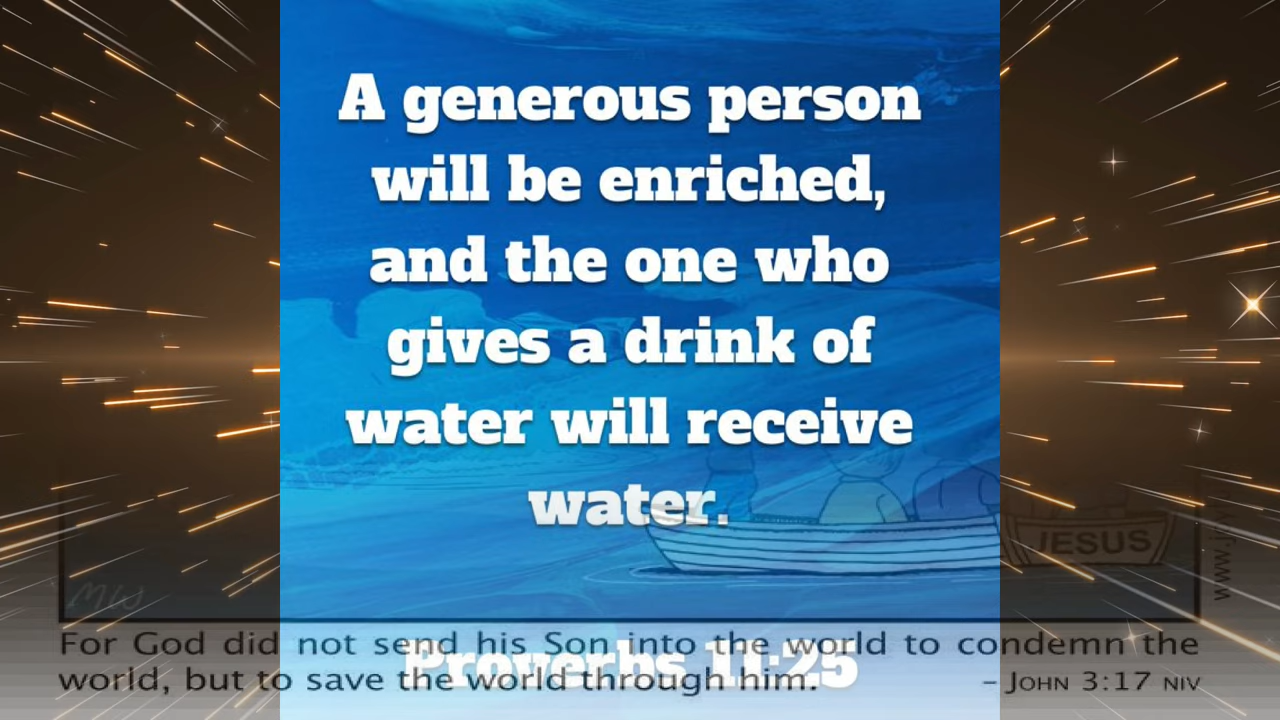 A generous person
will be enriched,
and the one who
gives a drink of
water will receive
water.
JESUS
MW
For God did not send his Son into the world to condemn the
Proverbs 11:25
world, but to save the world through him. – John 3:17 NIV